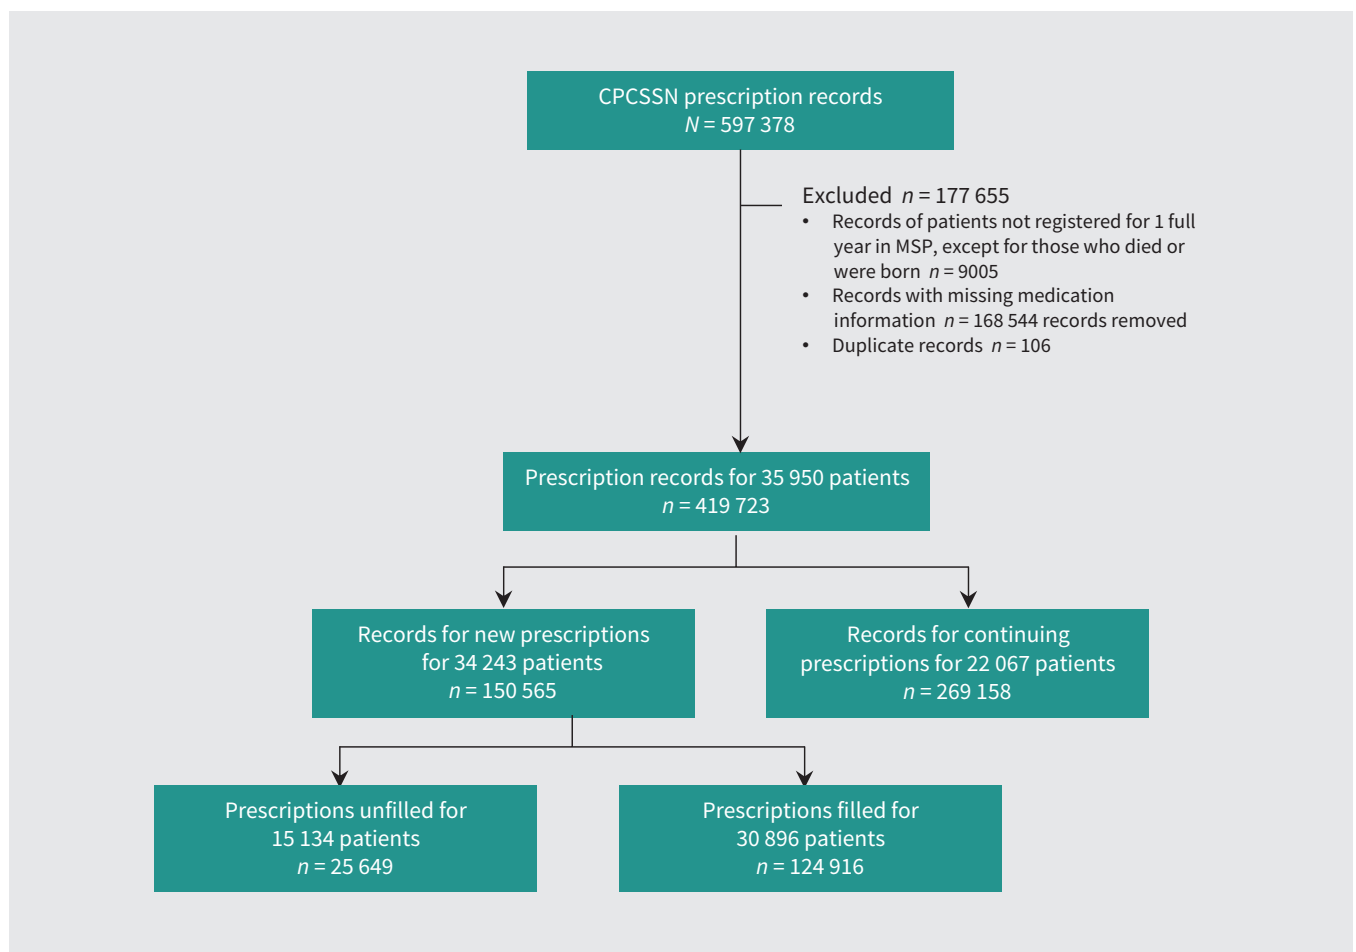 CPCSSN prescription records
N = 597 378
Excluded n = 177 655
• Records of patients not registered for 1 full
year in MSP, except for those who died or
were born n = 9005
• Records with missing medication
information n = 168 544 records removed
• Duplicate records n = 106
Prescription records for 35 950 patients
n = 419 723
Records for new prescriptions
for 34 243 patients
n = 150 565
Records for continuing
prescriptions for 22 067 patients
n = 269 158
Prescriptions unfilled for
15 134 patients
n = 25 649
Prescriptions filled for
30 896 patients
n = 124 916